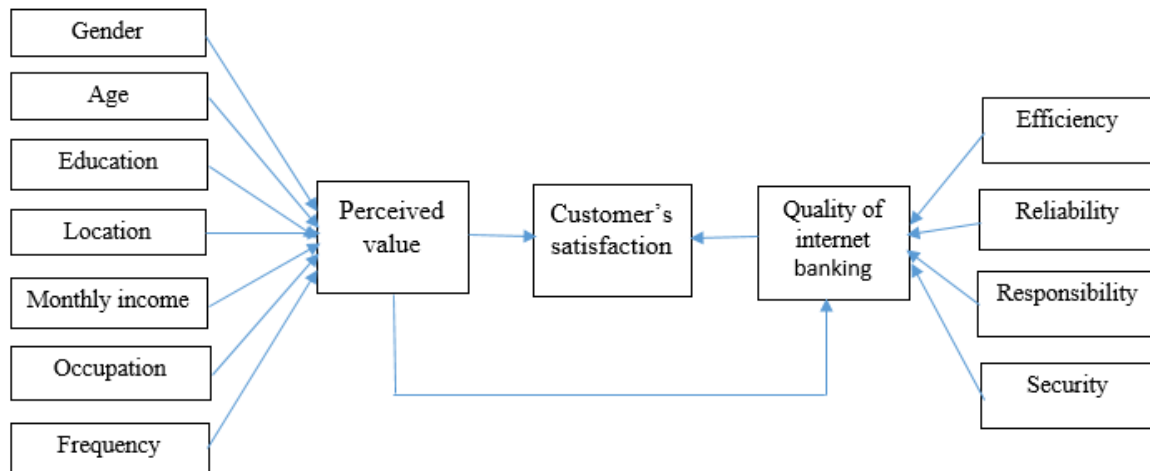 Gender
Age
Education
Location
Monthly income
Occupation
Frequency
Perceived
value
Customer’s
satisfaction
Quality of
internet
banking
Efficiency
Reliability
Responsibility
Security